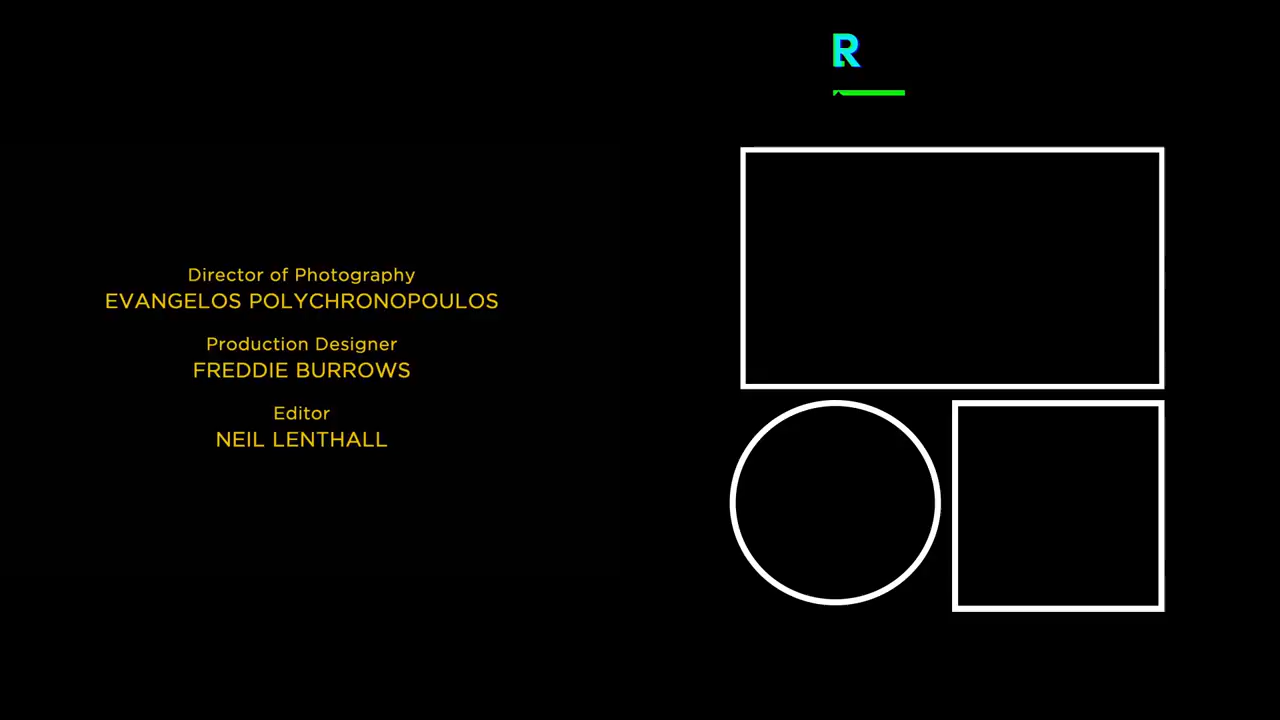 R
Director of Photography
EVANGELOS POLYCHRONOPOULOS
Production Designer
FREDDIE BURROWS
Editor
NEIL LENTHALL